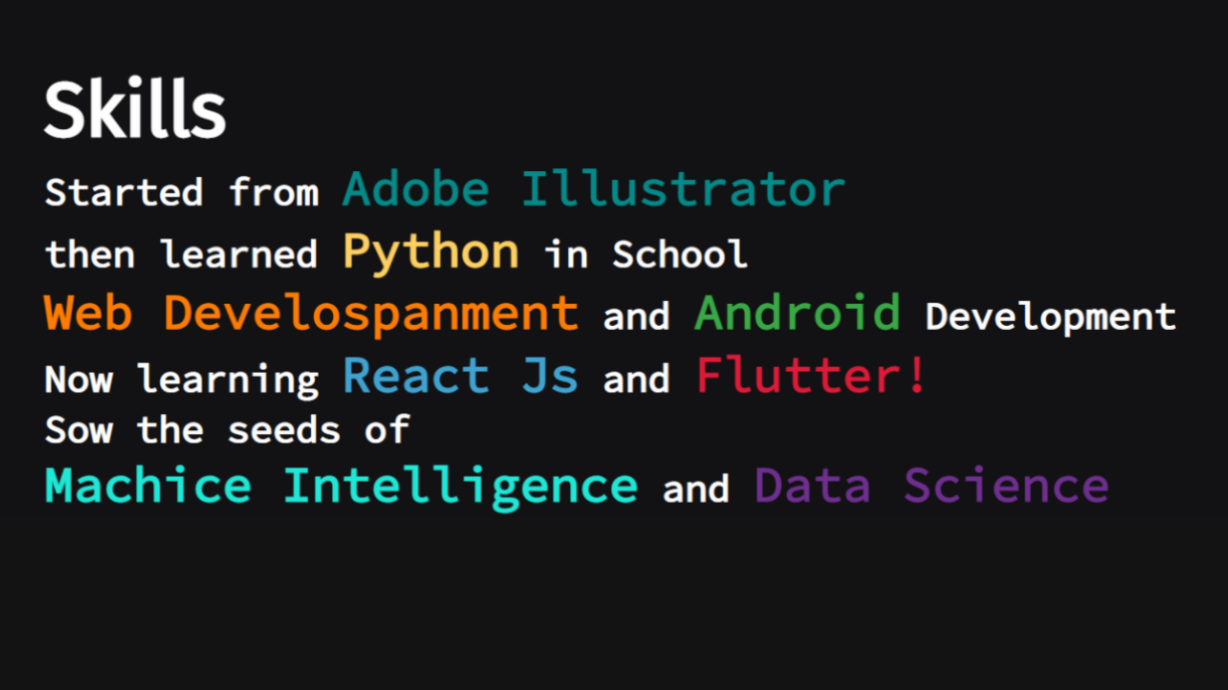 Skills
Started from Adobe Illustrator
then learned Python in School
Web Develospanment and Android Development
Now learning React Js and Flutter!
Sow the seeds of
Machice Intelligence and Data Science